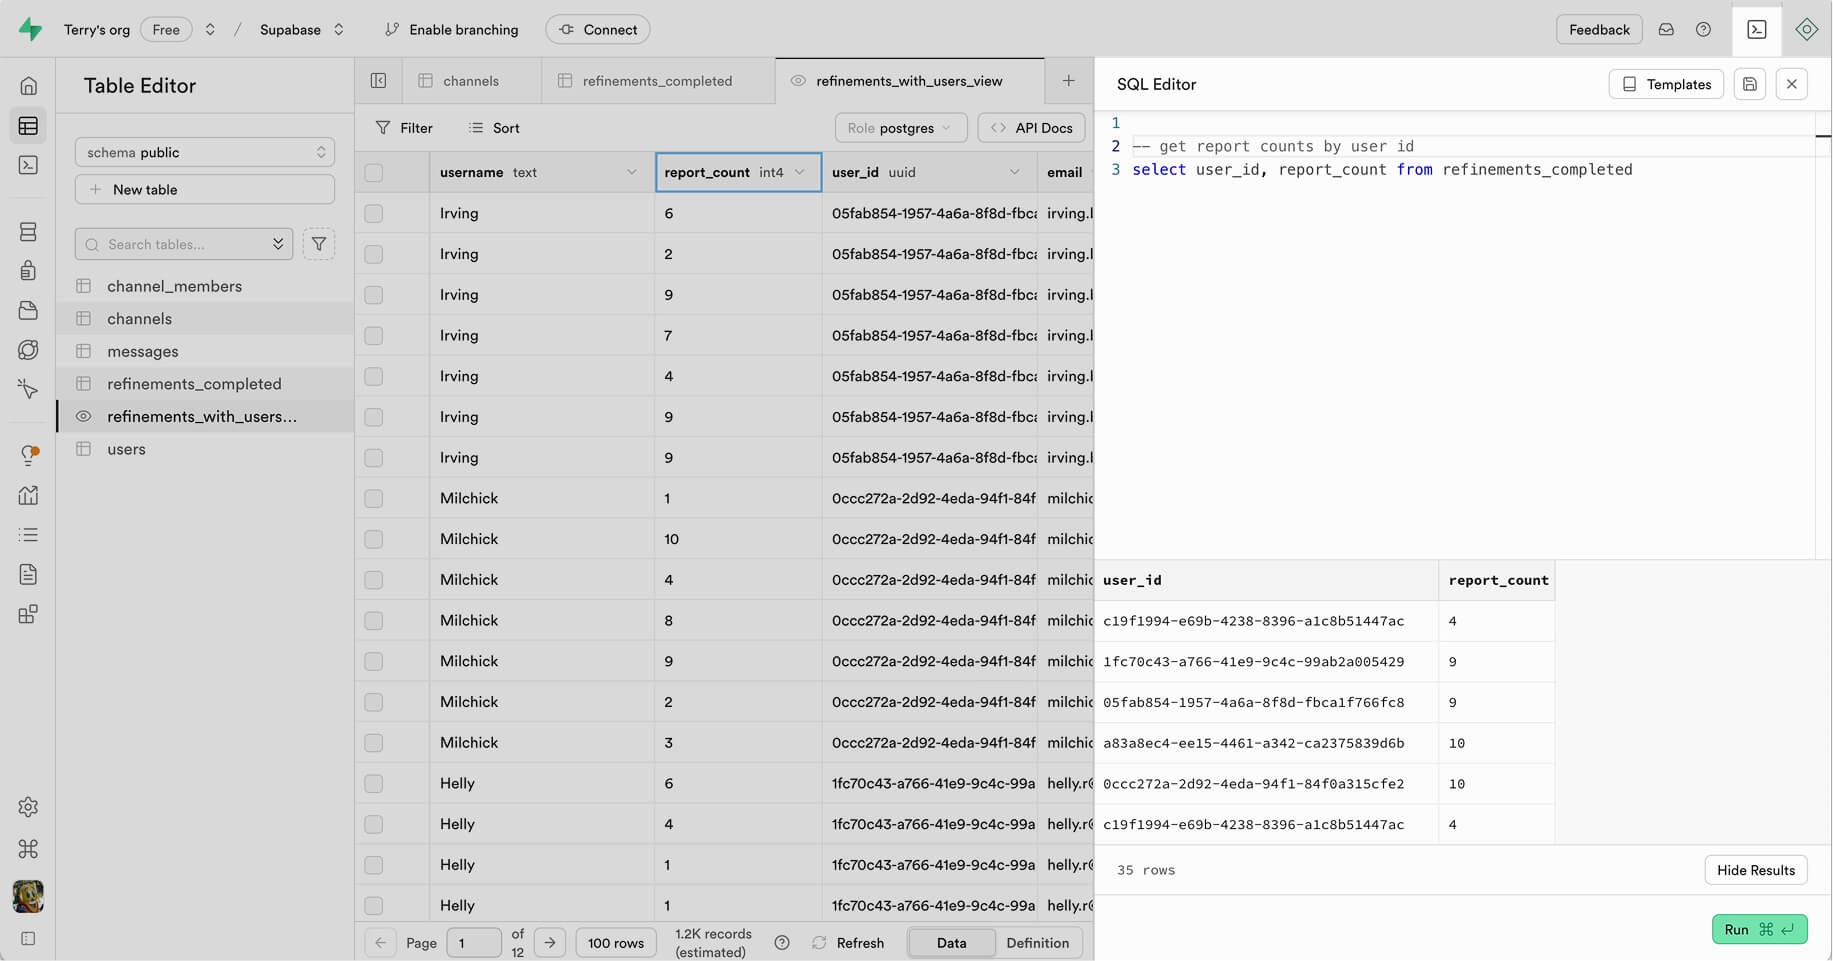 Terry's org Free / Supabase Enable branching Connect Feedback
Table Editor
schema public
New table
Search tables...
channel_members
channels
messages
refinements_completed
refinements_with_users...
users
channels refinements_completed refinements_with_users_view
Filter Sort Role postgres API Docs
username text report_count int4 user_id uuid email
Irving 6 05fab854-1957-4a6a-8f8d-fbca irving.
Irving 2 05fab854-1957-4a6a-8f8d-fbca irving.
Irving 9 05fab854-1957-4a6a-8f8d-fbca irving.
Irving 7 05fab854-1957-4a6a-8f8d-fbca irving.
Irving 4 05fab854-1957-4a6a-8f8d-fbca irving.
Irving 9 05fab854-1957-4a6a-8f8d-fbca irving.
Irving 9 05fab854-1957-4a6a-8f8d-fbca irving.
Milchick 1 0ccc272a-2d92-4eda-94f1-84f milchic
Milchick 10 0ccc272a-2d92-4eda-94f1-84f milchic
Milchick 4 0ccc272a-2d92-4eda-94f1-84f milchic
Milchick 8 0ccc272a-2d92-4eda-94f1-84f milchic
Milchick 9 0ccc272a-2d92-4eda-94f1-84f milchic
Milchick 2 0ccc272a-2d92-4eda-94f1-84f milchic
Milchick 3 0ccc272a-2d92-4eda-94f1-84f milchic
Helly 6 1fc70c43-a766-41e9-9c4c-99a helly.r@
Helly 4 1fc70c43-a766-41e9-9c4c-99a helly.r@
Helly 1 1fc70c43-a766-41e9-9c4c-99a helly.r@
Helly 1 1fc70c43-a766-41e9-9c4c-99a helly.r@
Page 1 of 12 100 rows 1.2K records (estimated) Refresh Data Definition
SQL Editor Templates
1
2 -- get report counts by user id
3 select user_id, report_count from refinements_completed
user_id report_count
c19f1994-e69b-4238-8396-a1c8b51447ac 4
1fc70c43-a766-41e9-9c4c-99ab2a005429 9
05fab854-1957-4a6a-8f8d-fbca1f766fc8 9
a83a8ec4-ee15-4461-a342-ca2375839d6b 10
0ccc272a-2d92-4eda-94f1-84f0a315cfe2 10
c19f1994-e69b-4238-8396-a1c8b51447ac 4
35 rows Hide Results
Run ⌘ ↵